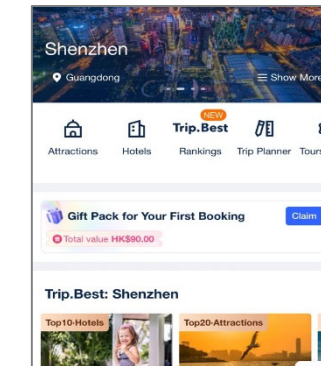 Shenzhen
Guangdong
Show More
NEW
Trip.Best
Attractions
Hotels
Rankings
Trip Planner
Tours
Gift Pack for Your First Booking
Claim
Total value HK$90.00
Trip.Best: Shenzhen
Top10·Hotels
Top20·Attractions